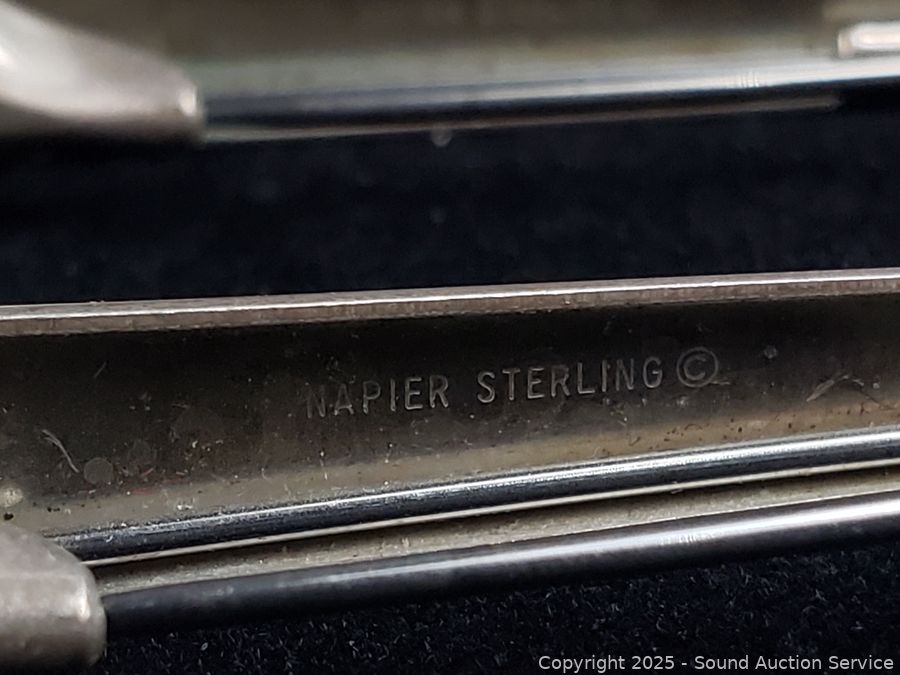 NAPIER STERLING ©
Copyright © 2025 - Sound Auction Service